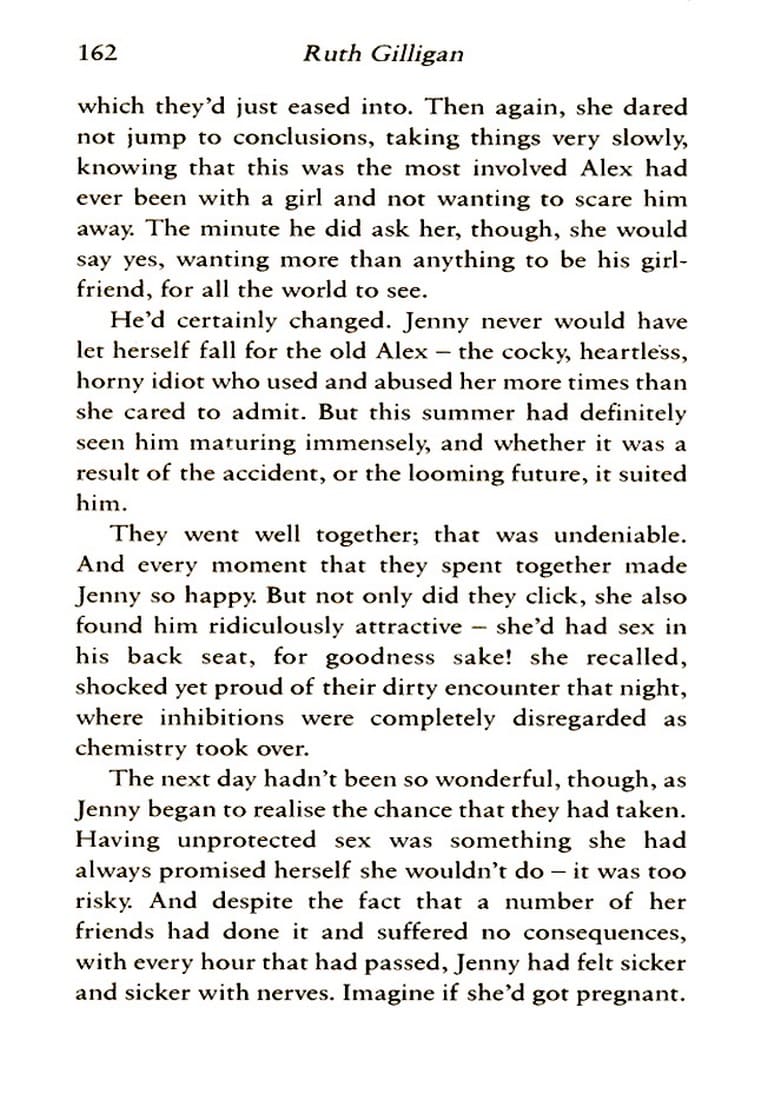 162 Ruth Gilligan
which they’d just eased into. Then again, she dared
not jump to conclusions, taking things very slowly,
knowing that this was the most involved Alex had
ever been with a girl and not wanting to scare him
away. The minute he did ask her, though, she would
say yes, wanting more than anything to be his girl-
friend, for all the world to see.
He’d certainly changed. Jenny never would have
let herself fall for the old Alex – the cocky, heartless,
horny idiot who used and abused her more times than
she cared to admit. But this summer had definitely
seen him maturing immensely, and whether it was a
result of the accident, or the looming future, it suited
him.
They went well together; that was undeniable.
And every moment that they spent together made
Jenny so happy. But not only did they click, she also
found him ridiculously attractive – she’d had sex in
his back seat, for goodness sake! she recalled,
shocked yet proud of their dirty encounter that night,
where inhibitions were completely disregarded as
chemistry took over.
The next day hadn’t been so wonderful, though, as
Jenny began to realise the chance that they had taken.
Having unprotected sex was something she had
always promised herself she wouldn’t do – it was too
risky. And despite the fact that a number of her
friends had done it and suffered no consequences,
with every hour that had passed, Jenny had felt sicker
and sicker with nerves. Imagine if she’d got pregnant.